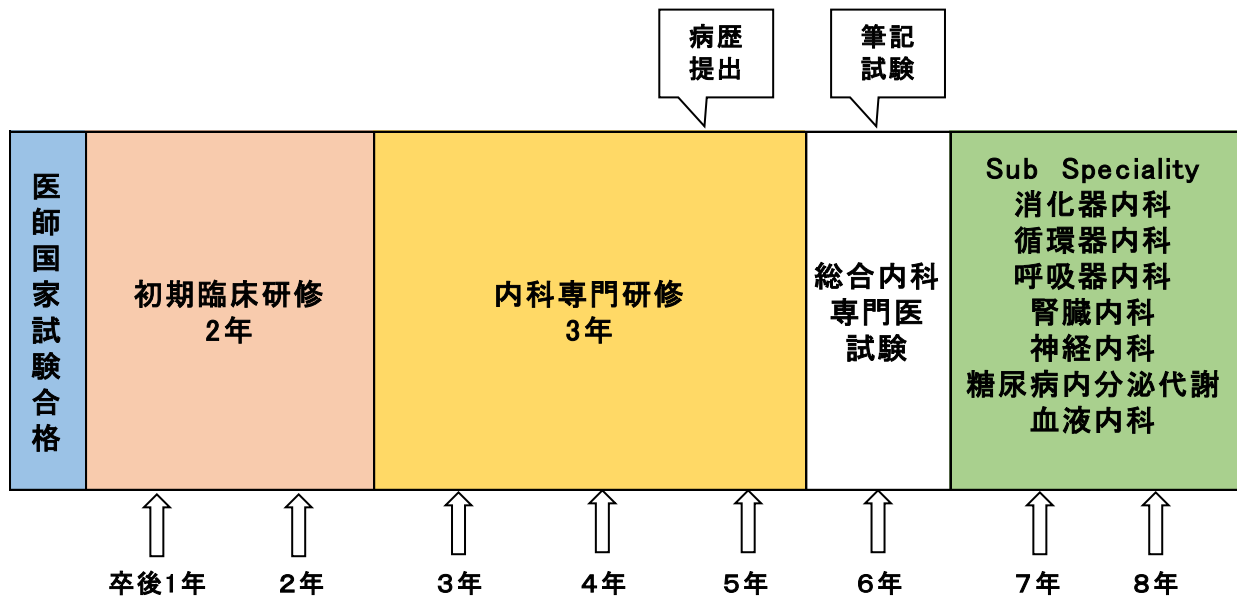 病歴
提出
筆記
試験
医師国家試験合格
初期臨床研修
2年
内科専門研修
3年
総合内科
専門医
試験
Sub Speciality
消化器内科
循環器内科
呼吸器内科
腎臓内科
神経内科
糖尿病内分泌代謝
血液内科
卒後1年
2年
3年
4年
5年
6年
7年
8年